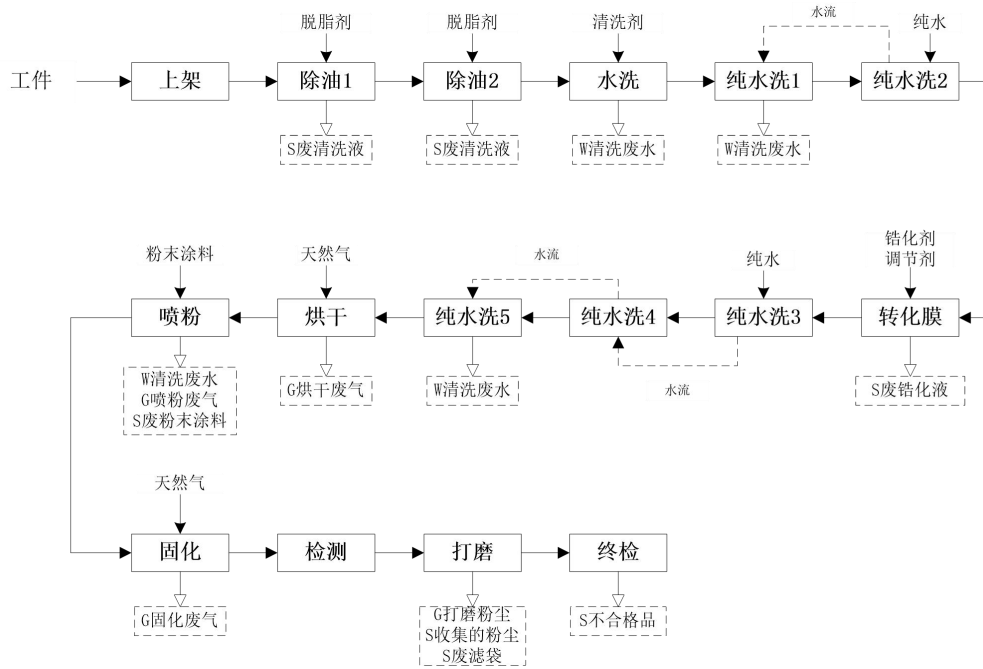 脱脂剂
脱脂剂
清洗剂
水流
纯水
工件
上架
除油1
除油2
水洗
纯水洗1
纯水洗2
S废清洗液
S废清洗液
W清洗废水
W清洗废水
粉末涂料
天然气
水流
纯水
锆化剂
调节剂
喷粉
烘干
纯水洗5
纯水洗4
纯水洗3
转化膜
水流
W清洗废水
G喷粉废气
S废粉末涂料
G烘干废气
W清洗废水
S废锆化液
天然气
固化
检测
打磨
终检
G固化废气
G打磨粉尘
S收集的粉尘
S废滤袋
S不合格品